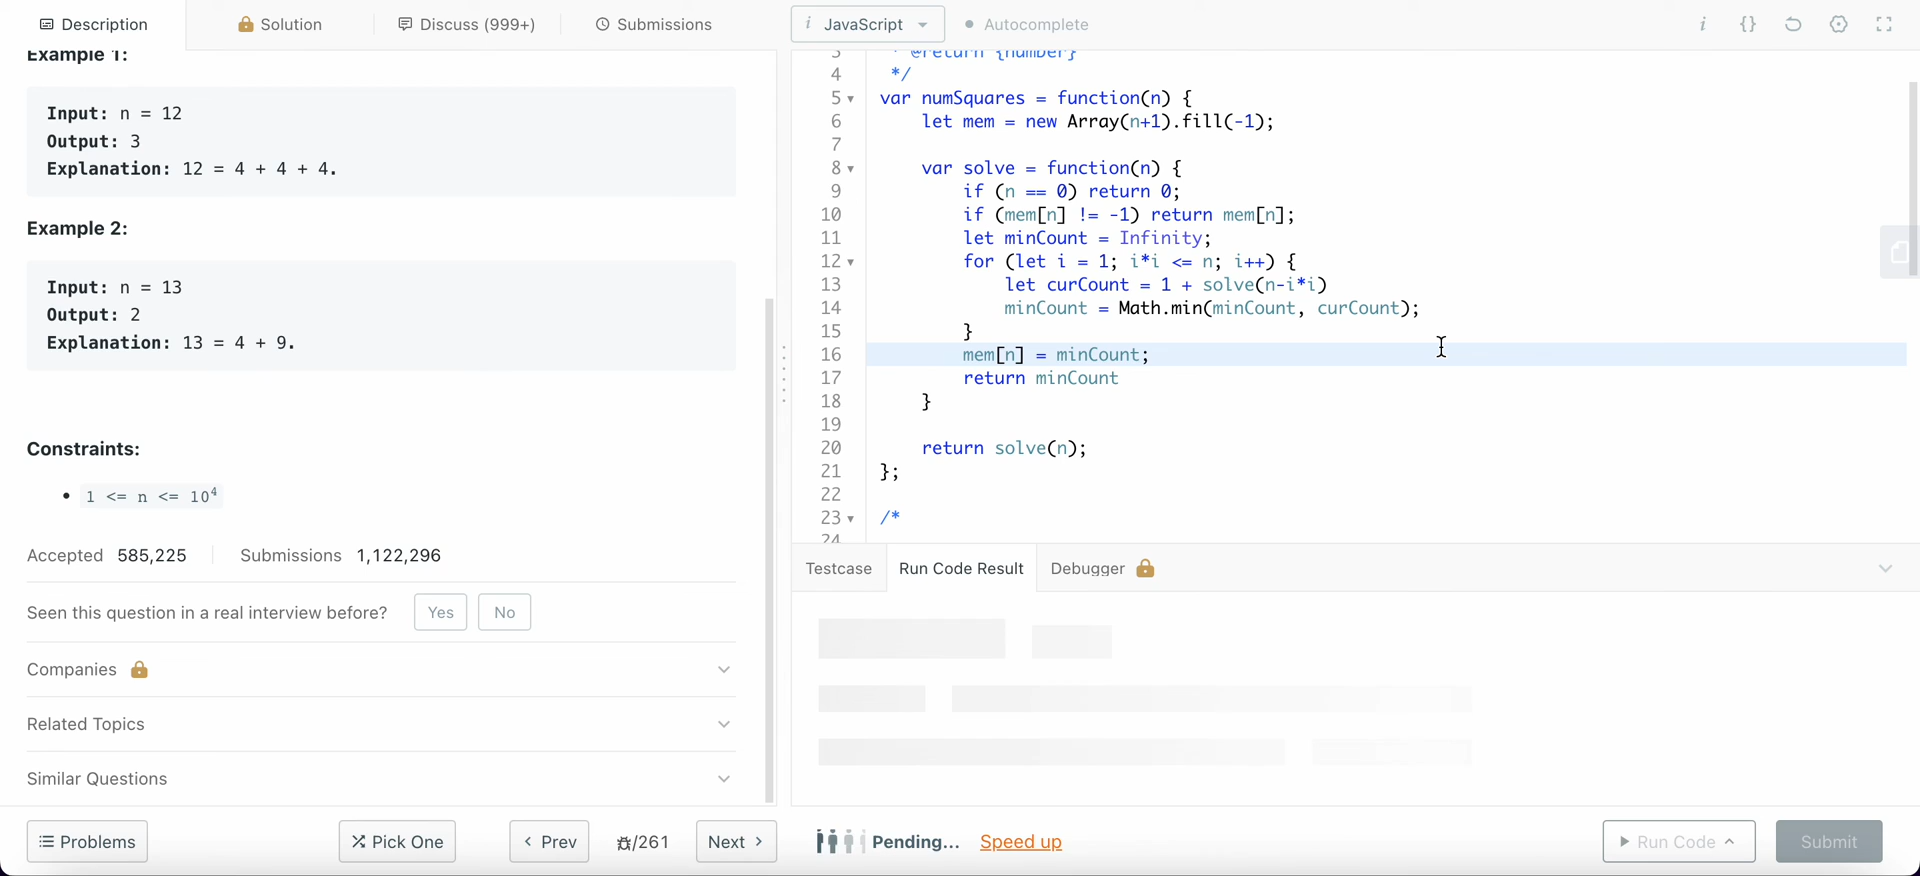 Description
Solution
Discuss (999+)
Submissions
i JavaScript
Autocomplete
i {}
Example 1:
Input: n = 12
Output: 3
Explanation: 12 = 4 + 4 + 4.
Example 2:
Input: n = 13
Output: 2
Explanation: 13 = 4 + 9.
Constraints:
• 1 <= n <= 10⁴
Accepted 585,225
Submissions 1,122,296
Seen this question in a real interview before?
Yes
No
Companies
Related Topics
Similar Questions
Problems
Pick One
< Prev
/261
Next >
3 * @return {number}
4 */
5 var numSquares = function(n) {
6 let mem = new Array(n+1).fill(-1);
7
8 var solve = function(n) {
9 if (n == 0) return 0;
10 if (mem[n] != -1) return mem[n];
11 let minCount = Infinity;
12 for (let i = 1; i*i <= n; i++) {
13 let curCount = 1 + solve(n-i*i)
14 minCount = Math.min(minCount, curCount);
15 }
16 mem[n] = minCount;
17 return minCount
18 }
19
20 return solve(n);
21 };
22
23 /*
24
Testcase
Run Code Result
Debugger
Pending...
Speed up
Run Code
Submit